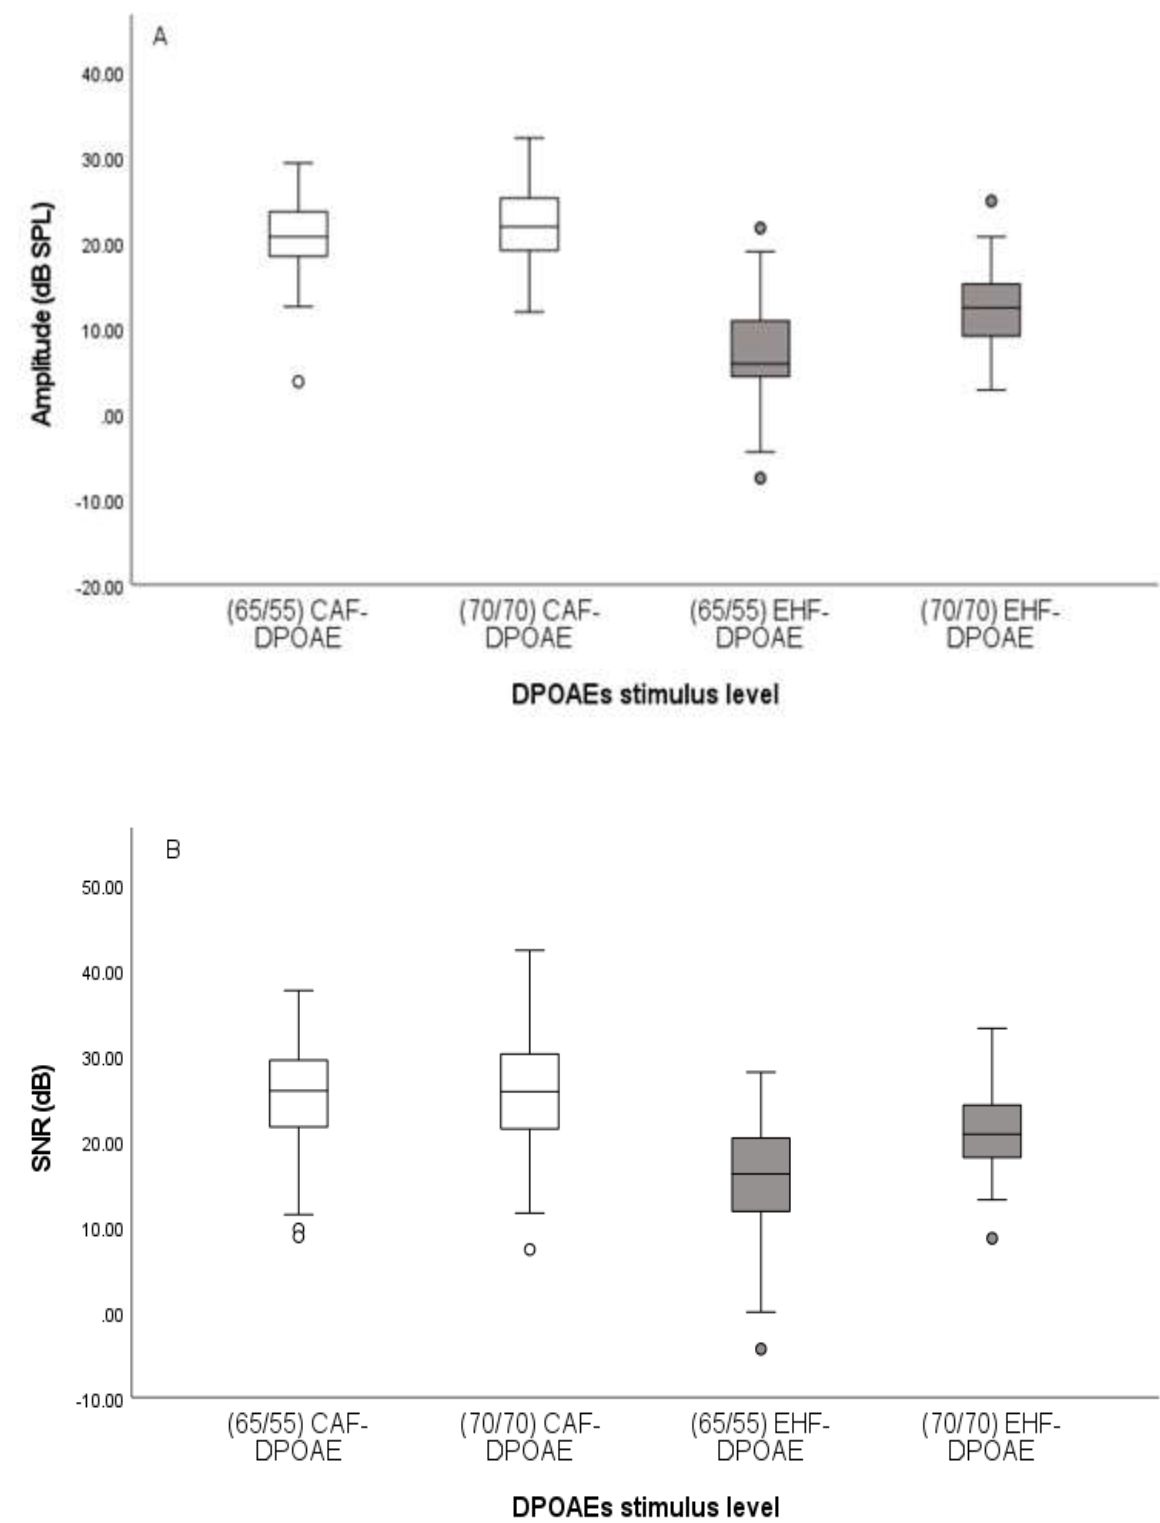 A
40.00
30.00
20.00
10.00
.00
-10.00
-20.00
Amplitude (dB SPL)
(65/55) CAF-
DPOAE
(70/70) CAF-
DPOAE
(65/55) EHF-
DPOAE
(70/70) EHF-
DPOAE
DPOAEs stimulus level
B
50.00
40.00
30.00
20.00
10.00
.00
-10.00
SNR (dB)
(65/55) CAF-
DPOAE
(70/70) CAF-
DPOAE
(65/55) EHF-
DPOAE
(70/70) EHF-
DPOAE
DPOAEs stimulus level